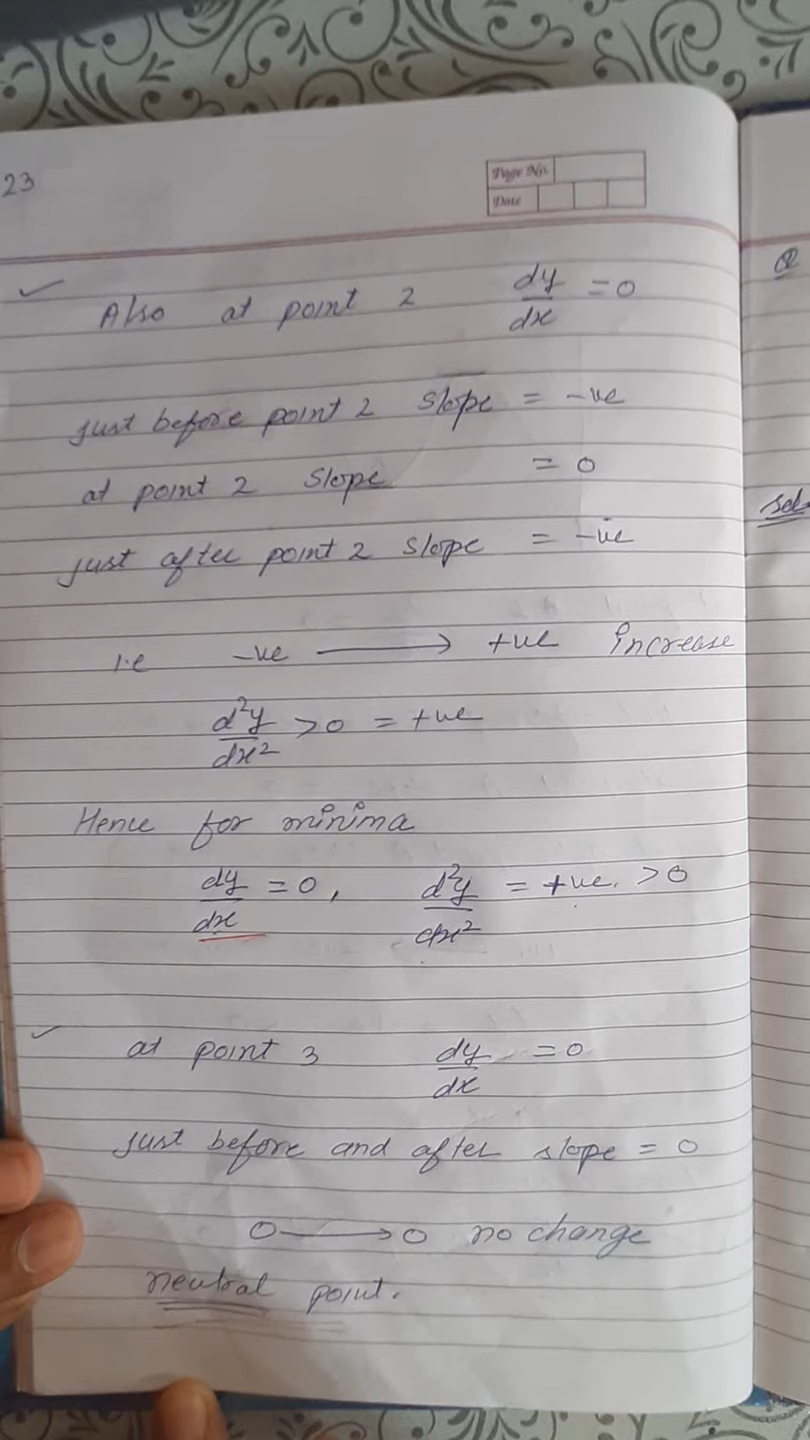 23
Page No.
Date
Also at point 2 dy/dx = 0
just before point 2 slope = -ve
at point 2 slope = 0
just after point 2 slope = -ve
i.e -ve ⟶ +ve increase
d²y/dx² > 0 = +ve
Hence for minima
dy/dx = 0, d²y/dx² = +ve. > 0
at point 3 dy/dx = 0
just before and after slope = 0
0 ⟶ 0 no change
neutral point.
Q
Sol.